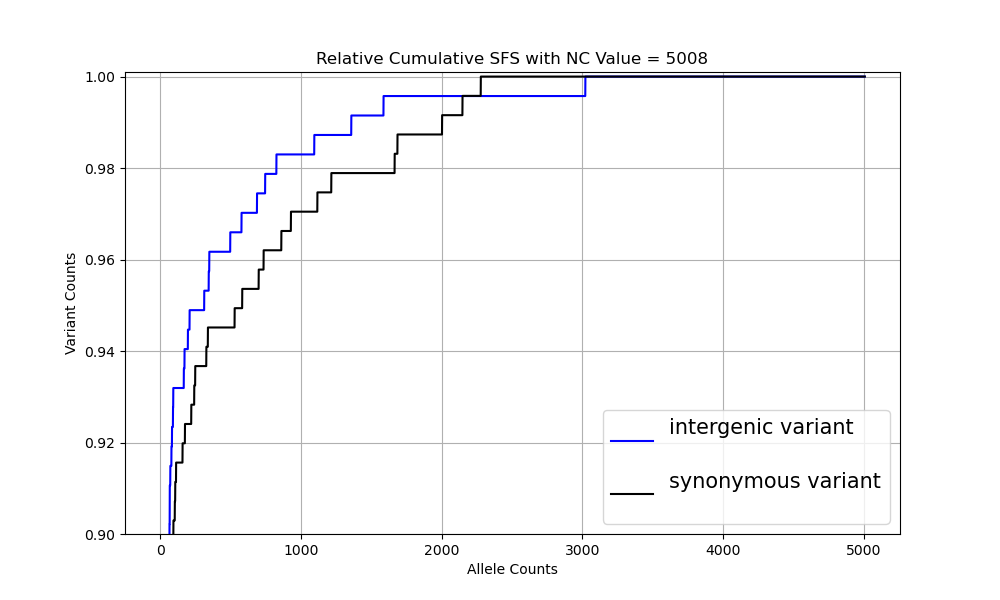 Relative Cumulative SFS with NC Value = 5008
Variant Counts
1.00
0.98
0.96
0.94
0.92
0.90
intergenic variant
synonymous variant
0 1000 2000 3000 4000 5000
Allele Counts